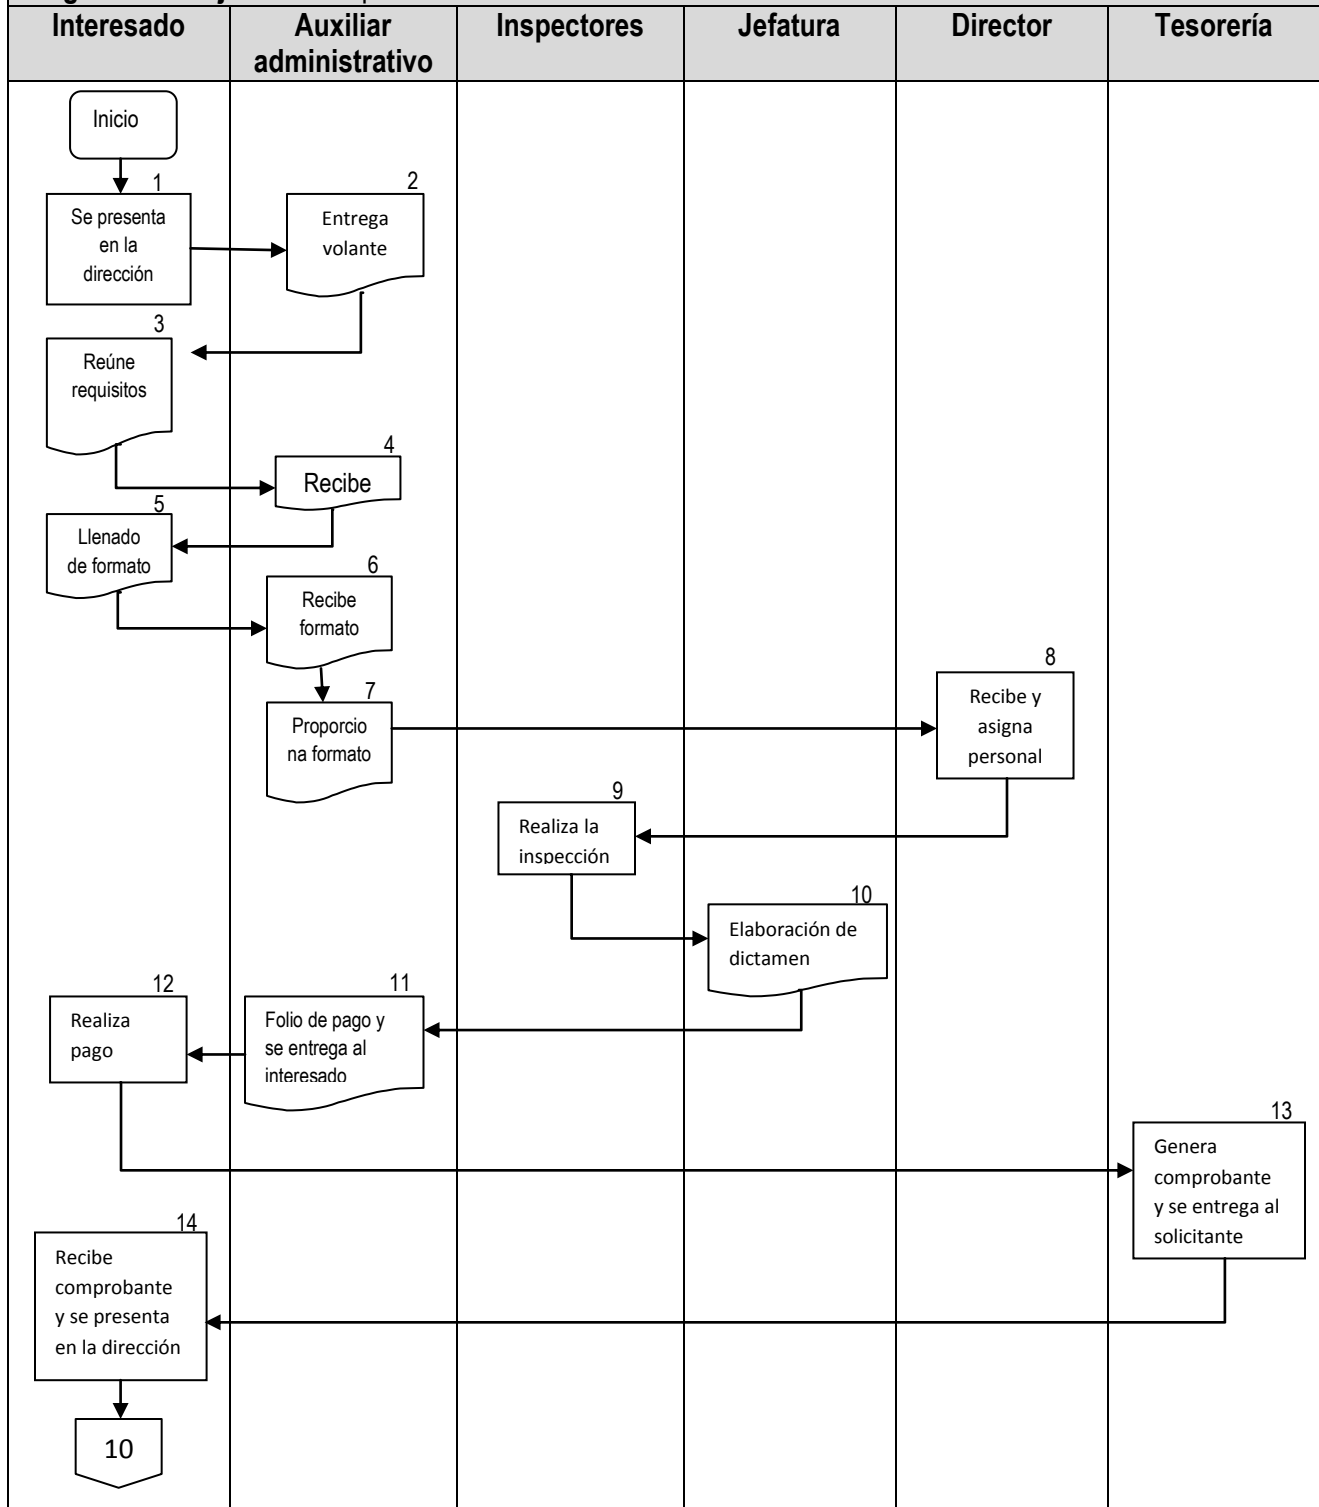 Interesado
Auxiliar
administrativo
Inspectores
Jefatura
Director
Tesorería
Inicio
1
Se presenta
en la
dirección
2
Entrega
volante
3
Reúne
requisitos
4
Recibe
5
Llenado
de formato
6
Recibe
formato
7
Proporcio
na formato
8
Recibe y
asigna
personal
9
Realiza la
inspección
10
Elaboración de
dictamen
11
Folio de pago y
se entrega al
interesado
12
Realiza
pago
13
Genera
comprobante
y se entrega al
solicitante
14
Recibe
comprobante
y se presenta
en la dirección
10